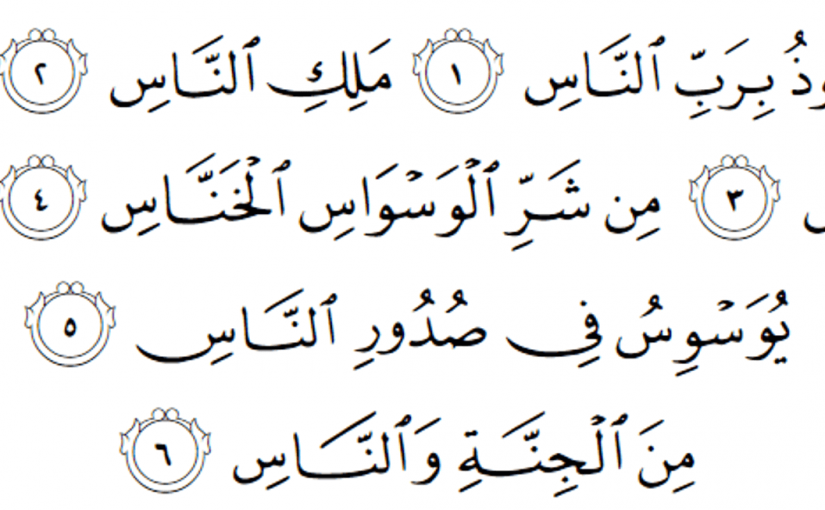 بِرَبِّ ٱلنَّاسِ ١ مَلِكِ ٱلنَّاسِ ٢
٣ مِن شَرِّ ٱلْوَسْوَاسِ ٱلْخَنَّاسِ ٤
يُوَسْوِسُ فِى صُدُورِ ٱلنَّاسِ ٥
مِنَ ٱلْجِنَّةِ وَٱلنَّاسِ ٦